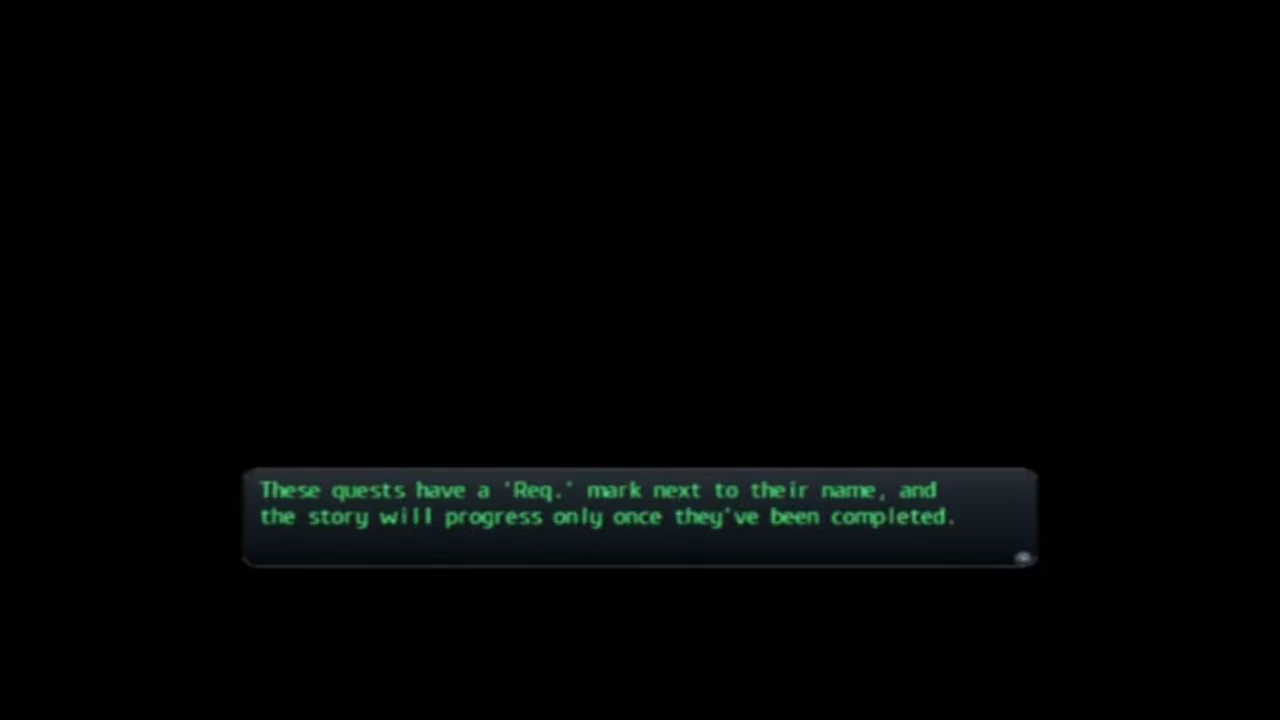 These quests have a 'Req.' mark next to their name, and
the story will progress only once they've been completed.